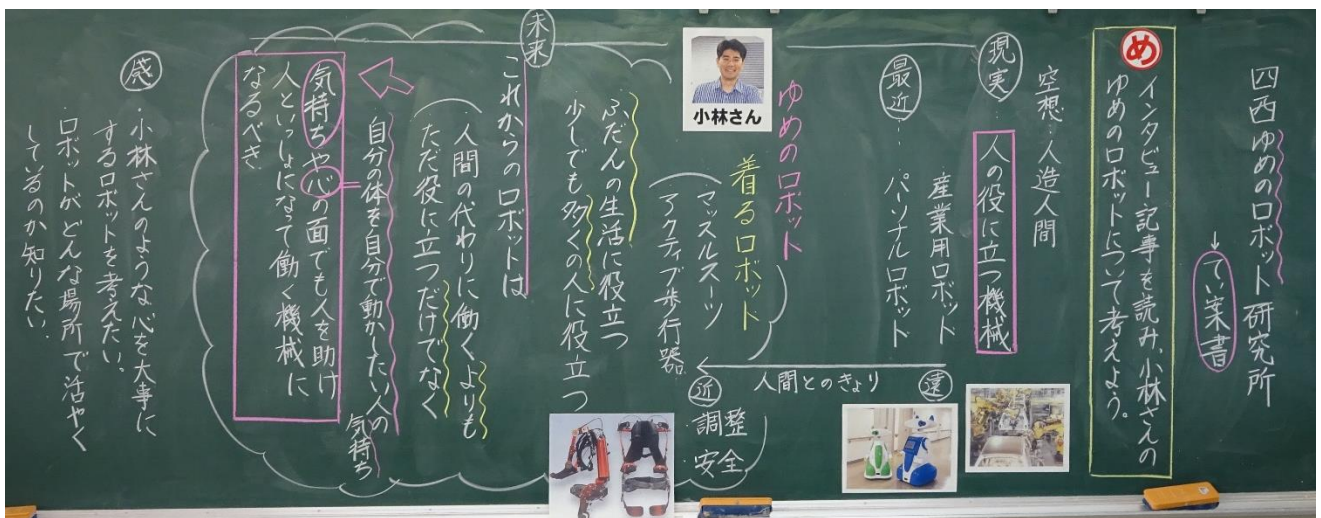 四西ゆめのロボット研究所
↓
てい案書
め
インタビュー記事を読み、小林さんの
ゆめのロボットについて考えよう。
空想・人造人間
現実・人の役に立つ機械
産業用ロボット
最近・パーソナルロボット
遠
人間とのきょり
近
調整
安全
小林さん
ゆめのロボット
着るロボット
マッスルスーツ
アクティブ歩行器
ふだんの生活に役立つ
少しでも多くの人に役立つ
未来
これからのロボットは
人間の代わりに働くよりも
ただ役に立つだけでなく
自分の体を自分で動かしたい人の
気持ち
気持ちや心の面でも人を助け
人といっしょになって働く機械に
なるべき
感
・小林さんのような心を大事に
するロボットを考えたい。
・ロボットがどんな場所で活やく
しているのか知りたい。